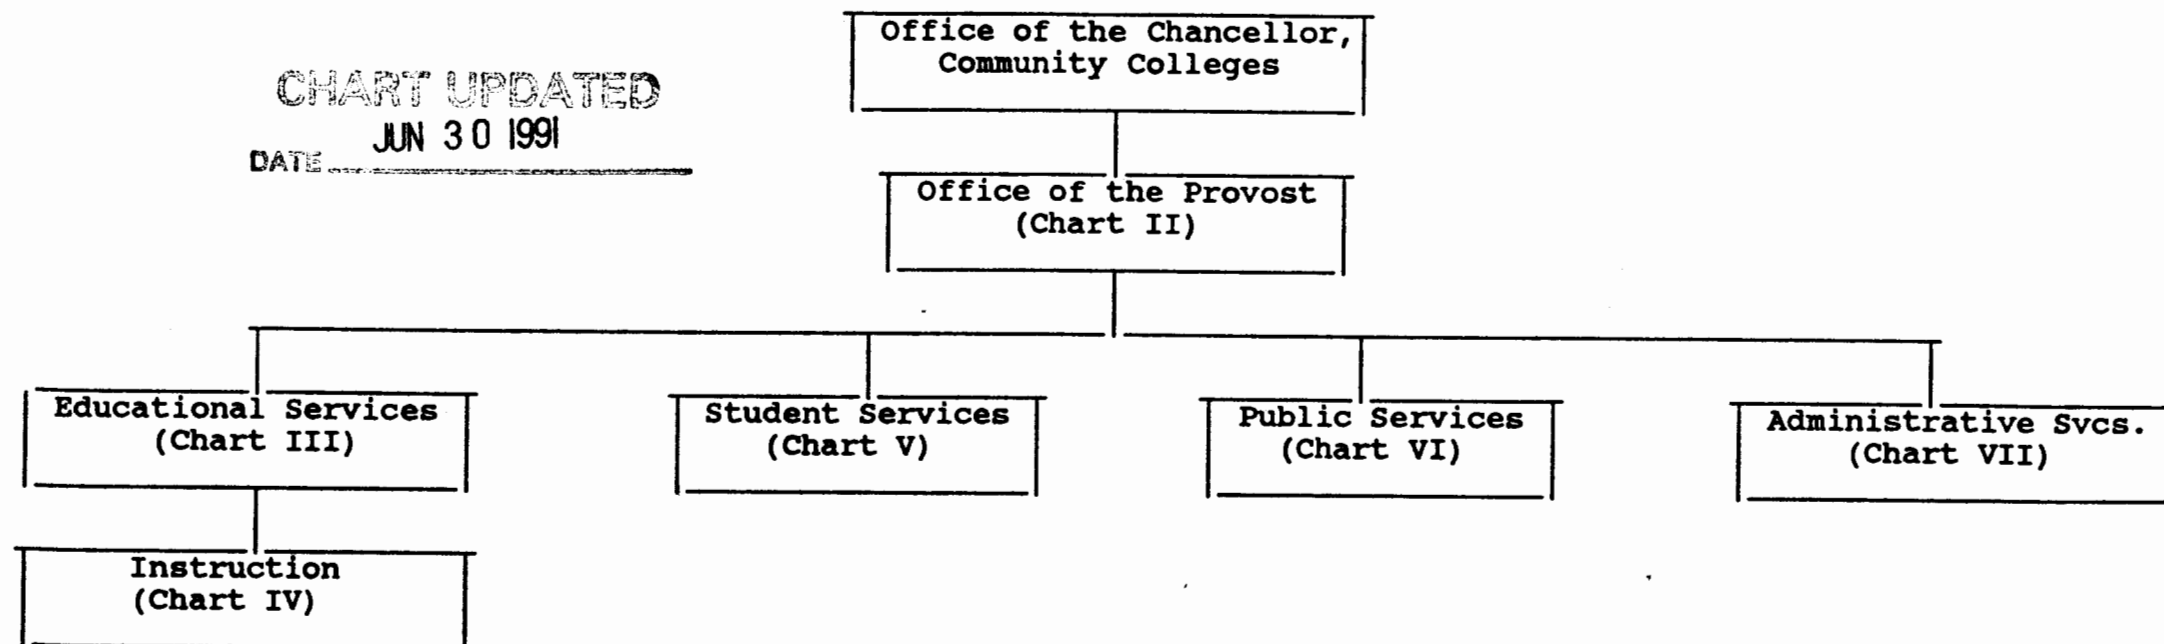 Office of the Chancellor,
Community Colleges
CHART UPDATED
JUN 30 1991
DATE
Office of the Provost
(Chart II)
Educational Services
(Chart III)
Student Services
(Chart V)
Public Services
(Chart VI)
Administrative Svcs.
(Chart VII)
Instruction
(Chart IV)